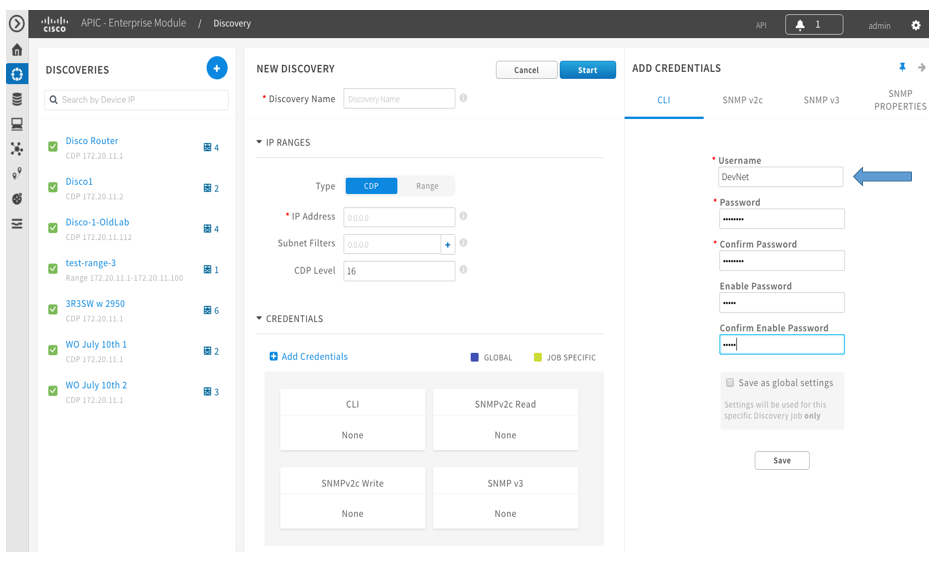 CISCO
APIC - Enterprise Module / Discovery
API
1
admin
DISCOVERIES
+
Search by Device IP
Disco Router
CDP 172.20.11.1
4
Disco1
CDP 172.20.11.2
2
Disco-1-OldLab
CDP 172.20.11.112
4
test-range-3
Range 172.20.11.1-172.20.11.100
1
3R3SW w 2950
CDP 172.20.11.1
6
WO July 10th 1
CDP 172.20.11.1
2
WO July 10th 2
CDP 172.20.11.1
3
NEW DISCOVERY
Cancel
Start
* Discovery Name
Discovery Name
IP RANGES
Type
CDP
Range
* IP Address
0.0.0.0
Subnet Filters
0.0.0.0
+
CDP Level
16
CREDENTIALS
Add Credentials
GLOBAL
JOB SPECIFIC
CLI
None
SNMPv2c Read
None
SNMPv2c Write
None
SNMP v3
None
ADD CREDENTIALS
CLI
SNMP v2c
SNMP v3
SNMP
PROPERTIES
* Username
DevNet
* Password
••••••••
* Confirm Password
••••••••
Enable Password
•••••
Confirm Enable Password
•••••
Save as global settings
Settings will be used for this
specific Discovery job only
Save